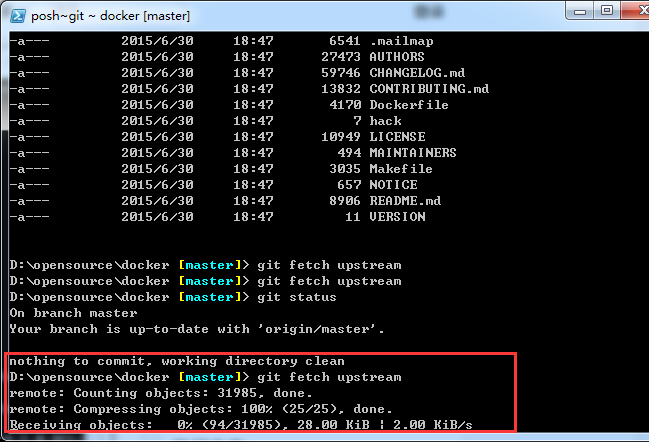 posh~git ~ docker [master]
-a--- 2015/6/30 18:47 6541 .mailmap
-a--- 2015/6/30 18:47 27473 AUTHORS
-a--- 2015/6/30 18:47 59746 CHANGELOG.md
-a--- 2015/6/30 18:47 13832 CONTRIBUTING.md
-a--- 2015/6/30 18:47 4170 Dockerfile
-a--- 2015/6/30 18:47 7 hack
-a--- 2015/6/30 18:47 10949 LICENSE
-a--- 2015/6/30 18:47 494 MAINTAINERS
-a--- 2015/6/30 18:47 3035 Makefile
-a--- 2015/6/30 18:47 657 NOTICE
-a--- 2015/6/30 18:47 8906 README.md
-a--- 2015/6/30 18:47 11 VERSION
D:\opensource\docker [master]> git fetch upstream
D:\opensource\docker [master]> git fetch upstream
D:\opensource\docker [master]> git status
On branch master
Your branch is up-to-date with 'origin/master'.
nothing to commit, working directory clean
D:\opensource\docker [master]> git fetch upstream
remote: Counting objects: 31985, done.
remote: Compressing objects: 100% (25/25), done.
Receiving objects:   0% (94/31985), 28.00 KiB ¦ 2.00 KiB/s